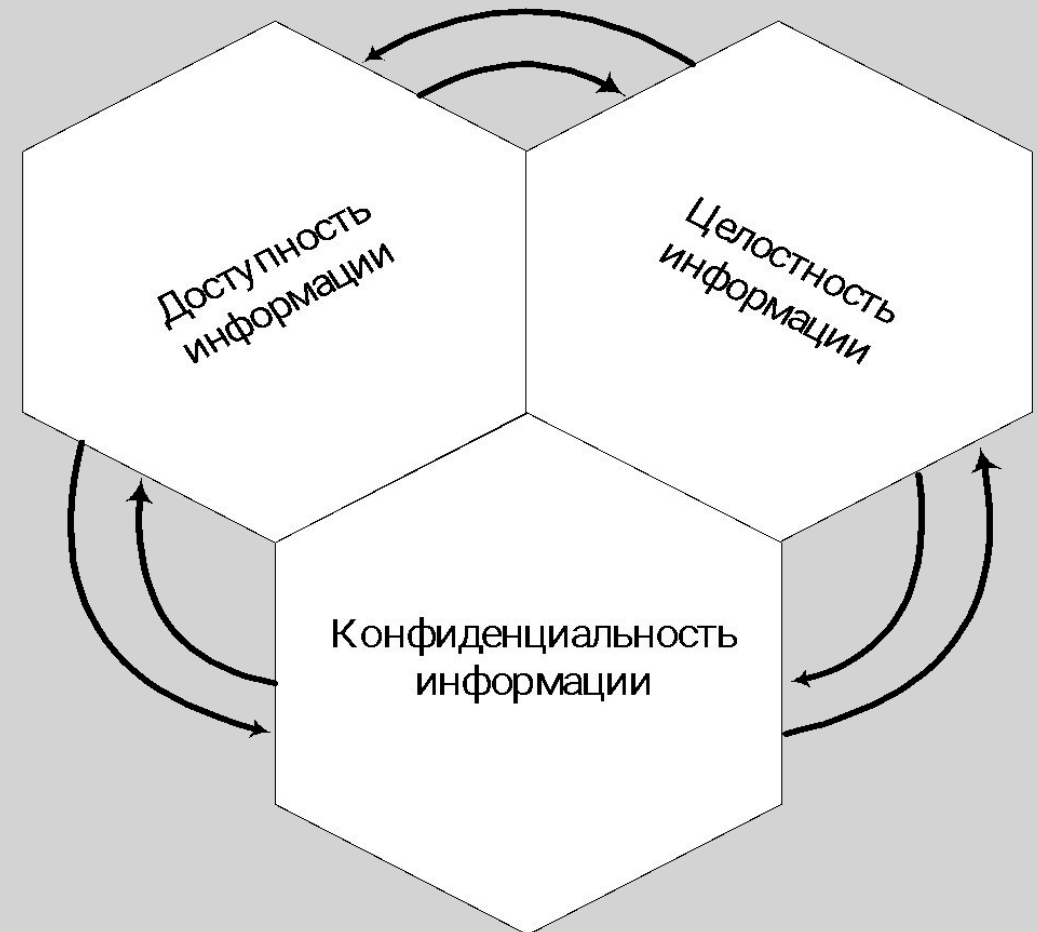 Доступность
информации
Целостность
информации
Конфиденциальность
информации